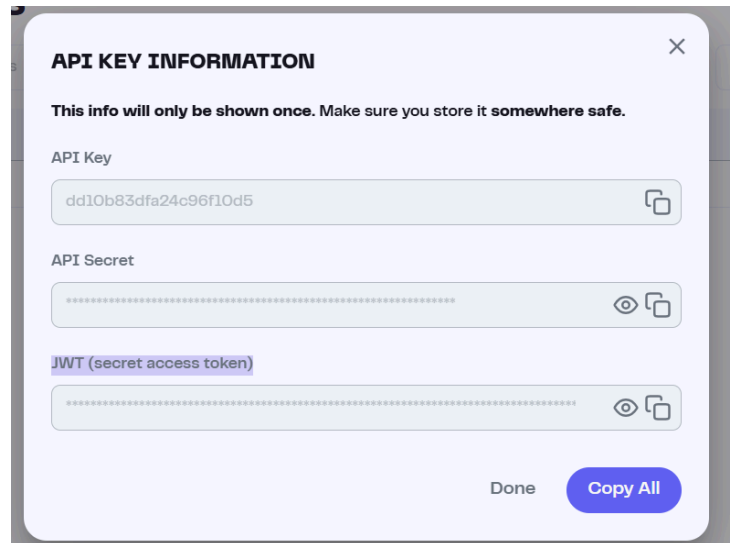 API KEY INFORMATION
This info will only be shown once. Make sure you store it somewhere safe.
API Key
dd10b83dfa24c96f10d5
API Secret
JWT (secret access token)
Done
Copy All